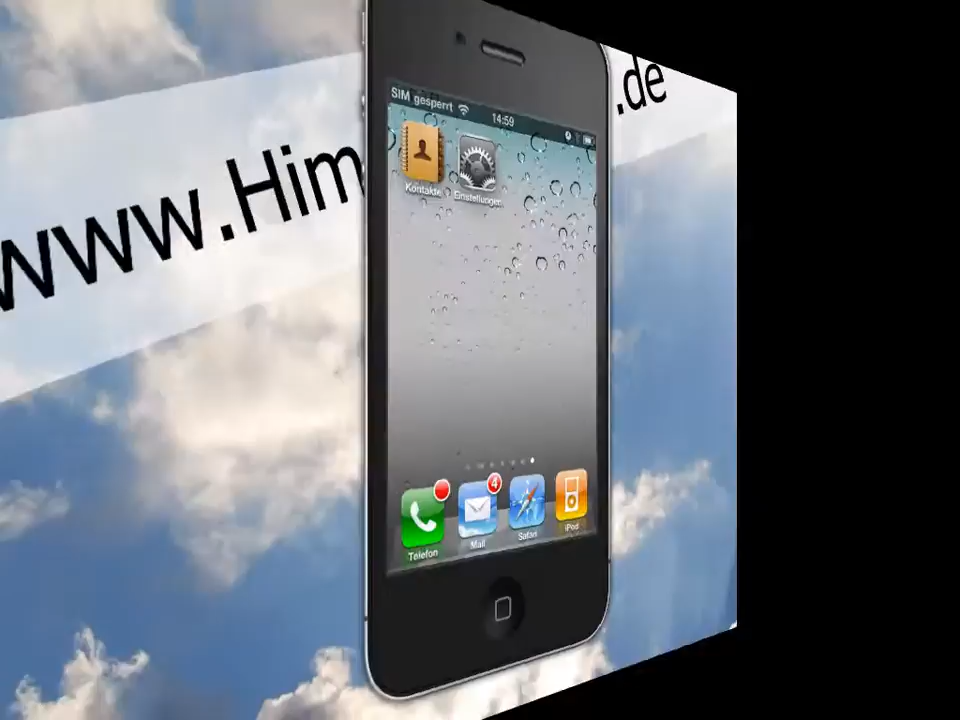 www.Him
.de
SIM gesperrt
14:59
Kontakte
Einstellungen
4
Telefon
Mail
Safari
iPod